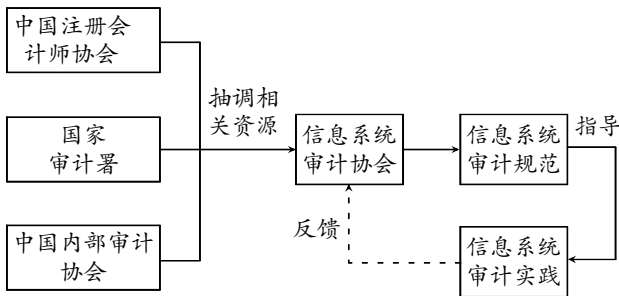 中国注册会
计师协会
国家
审计署
中国内部审计
协会
抽调相
关资源
信息系统
审计协会
信息系统
审计规范
指导
反馈
信息系统
审计实践